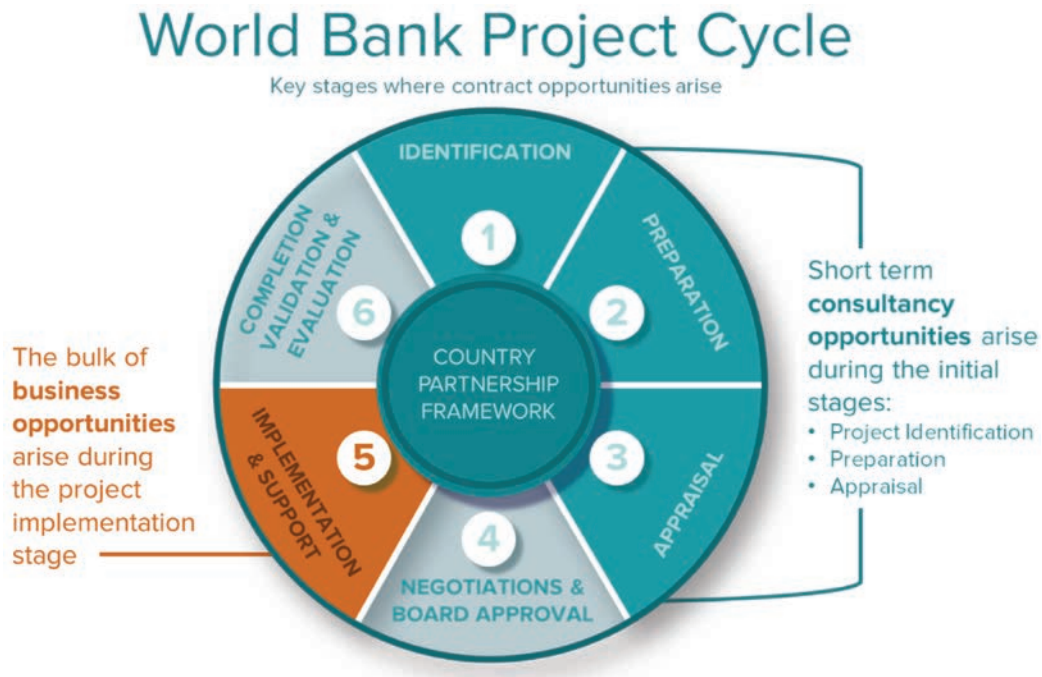 World Bank Project Cycle
Key stages where contract opportunities arise
IDENTIFICATION
1
PREPARATION
2
APPRAISAL
3
NEGOTIATIONS &
BOARD APPROVAL
4
IMPLEMENTATION
& SUPPORT
5
COMPLETION
VALIDATION &
EVALUATION
6
COUNTRY
PARTNERSHIP
FRAMEWORK
The bulk of
business
opportunities
arise during
the project
implementation
stage
Short term
consultancy
opportunities arise
during the initial
stages:
• Project Identification
• Preparation
• Appraisal